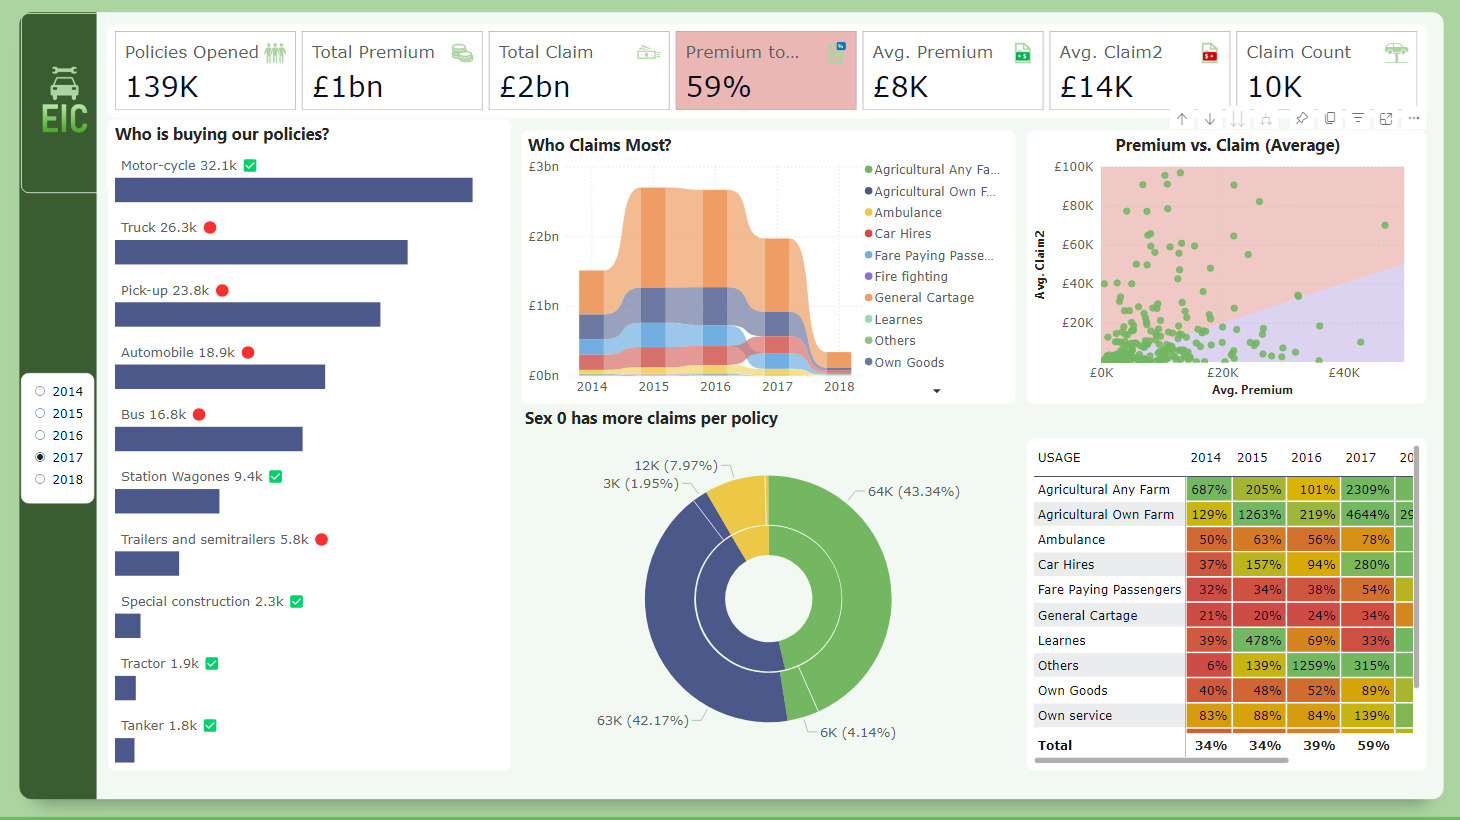 EIC
Policies Opened
139K
Total Premium
£1bn
Total Claim
£2bn
Premium to...
59%
Avg. Premium
£8K
Avg. Claim2
£14K
Claim Count
10K
2014
2015
2016
2017
2018
Who is buying our policies?
Motor-cycle 32.1k ✅
Truck 26.3k 🔴
Pick-up 23.8k 🔴
Automobile 18.9k 🔴
Bus 16.8k 🔴
Station Wagones 9.4k ✅
Trailers and semitrailers 5.8k 🔴
Special construction 2.3k ✅
Tractor 1.9k ✅
Tanker 1.8k ✅
Who Claims Most?
£3bn
£2bn
£1bn
£0bn
2014 2015 2016 2017 2018
Agricultural Any Fa...
Agricultural Own F...
Ambulance
Car Hires
Fare Paying Passe...
Fire fighting
General Cartage
Learnes
Others
Own Goods
Premium vs. Claim (Average)
Avg. Claim2
£100K
£80K
£60K
£40K
£20K
£0K £20K £40K
Avg. Premium
Sex 0 has more claims per policy
12K (7.97%)
3K (1.95%)
64K (43.34%)
63K (42.17%)
6K (4.14%)
USAGE 2014 2015 2016 2017 20
Agricultural Any Farm 687% 205% 101% 2309%
Agricultural Own Farm 129% 1263% 219% 4644% 29
Ambulance 50% 63% 56% 78%
Car Hires 37% 157% 94% 280%
Fare Paying Passengers 32% 34% 38% 54%
General Cartage 21% 20% 24% 34%
Learnes 39% 478% 69% 33%
Others 6% 139% 1259% 315%
Own Goods 40% 48% 52% 89%
Own service 83% 88% 84% 139%
Total 34% 34% 39% 59%